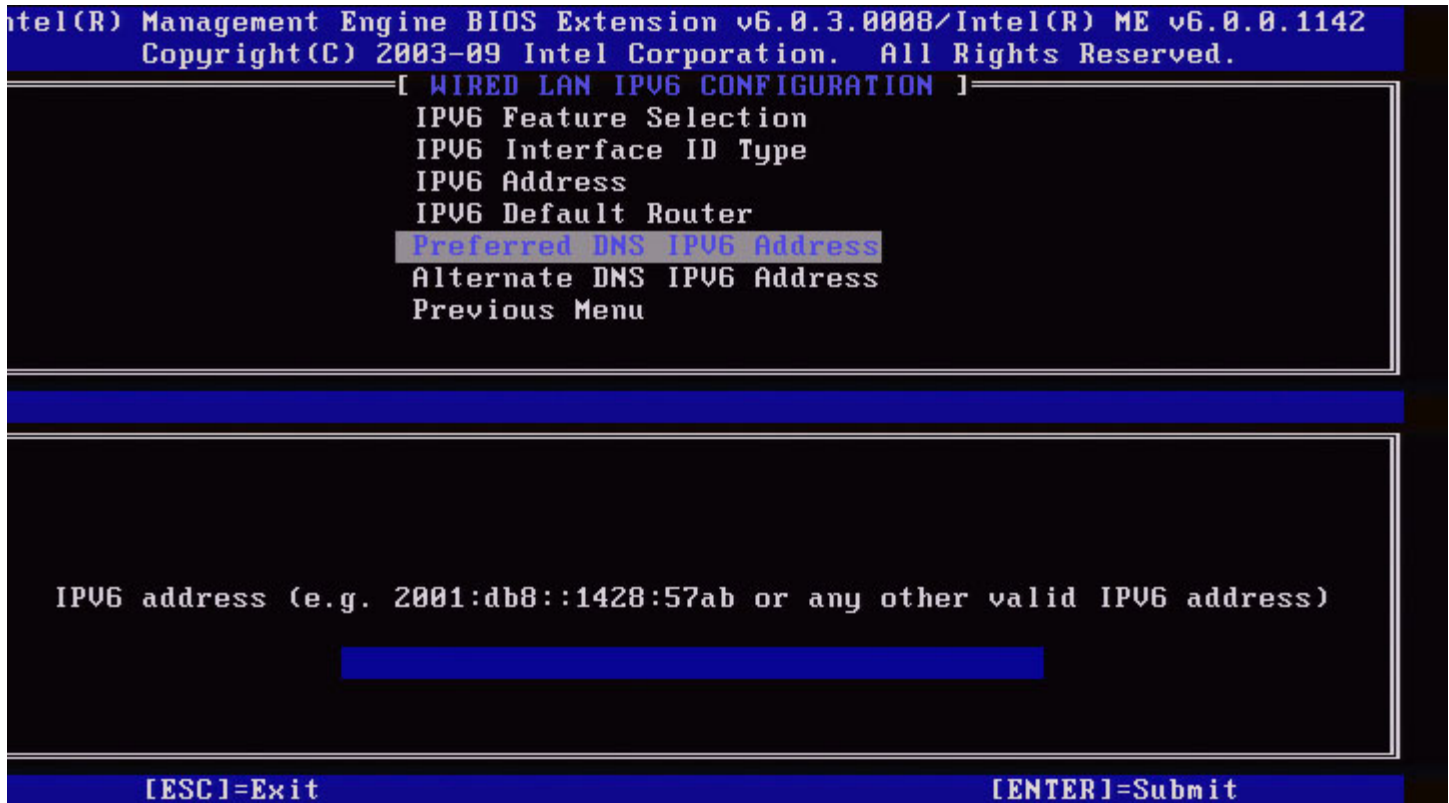 ntel(R) Management Engine BIOS Extension v6.0.3.0008/Intel(R) ME v6.0.0.1142
Copyright(C) 2003-09 Intel Corporation. All Rights Reserved.
[ WIRED LAN IPV6 CONFIGURATION ]
IPV6 Feature Selection
IPV6 Interface ID Type
IPV6 Address
IPV6 Default Router
Preferred DNS IPV6 Address
Alternate DNS IPV6 Address
Previous Menu
IPV6 address (e.g. 2001:db8::1428:57ab or any other valid IPV6 address)
[ESC]=Exit
[ENTER]=Submit